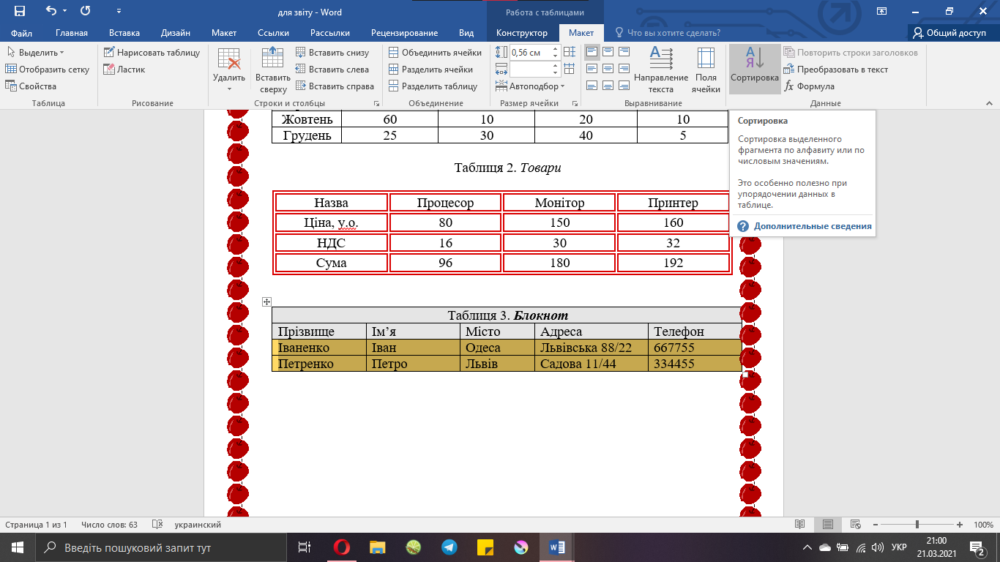 для звіту - Word
Работа с таблицами
Файл Главная Вставка Дизайн Макет Ссылки Рассылки Рецензирование Вид Конструктор Макет Что вы хотите сделать? Общий доступ
Выделить
Отобразить сетку
Свойства
Таблица
Нарисовать таблицу
Ластик
Рисование
Удалить
Вставить сверху
Вставить снизу
Вставить слева
Вставить справа
Строки и столбцы
Объединить ячейки
Разделить ячейки
Разделить таблицу
Объединение
0,56 см
Автоподбор
Размер ячейки
Направление текста
Поля ячейки
Выравнивание
АЯ
Сортировка
Повторить строки заголовков
Преобразовать в текст
fx Формула
Данные
Жовтень 60 10 20 10
Грудень 25 30 40 5
Сортировка
Сортировка выделенного
фрагмента по алфавиту или по
числовым значениям.
Это особенно полезно при
упорядочении данных в
таблице.
Дополнительные сведения
Таблиця 2. Товари
Назва Процесор Монітор Принтер
Ціна, у.о. 80 150 160
НДС 16 30 32
Сума 96 180 192
Таблиця 3. Блокнот
Прізвище Ім’я Місто Адреса Телефон
Іваненко Іван Одеса Львівська 88/22 667755
Петренко Петро Львів Садова 11/44 334455
Страница 1 из 1 Число слов: 63 украинский 100%
Введіть пошуковий запит тут
УКР
21:00
21.03.2021
2